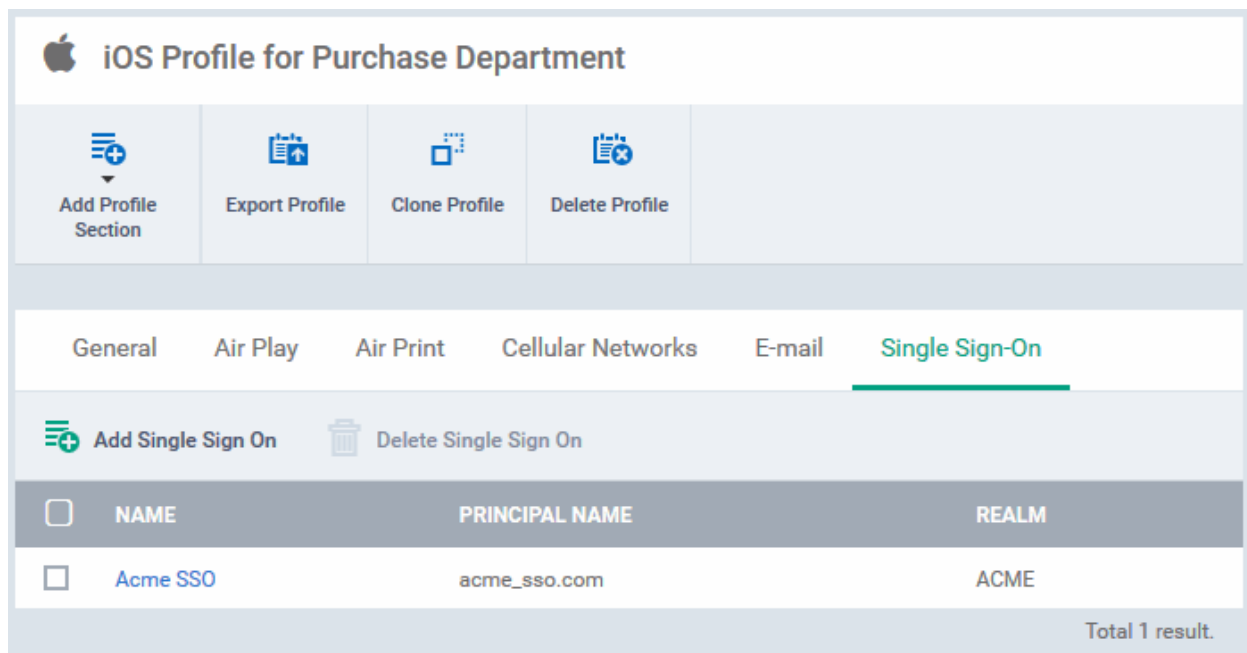 iOS Profile for Purchase Department
Add Profile Section
Export Profile
Clone Profile
Delete Profile
General Air Play Air Print Cellular Networks E-mail Single Sign-On
Add Single Sign On Delete Single Sign On
NAME PRINCIPAL NAME REALM
Acme SSO acme_sso.com ACME
Total 1 result.